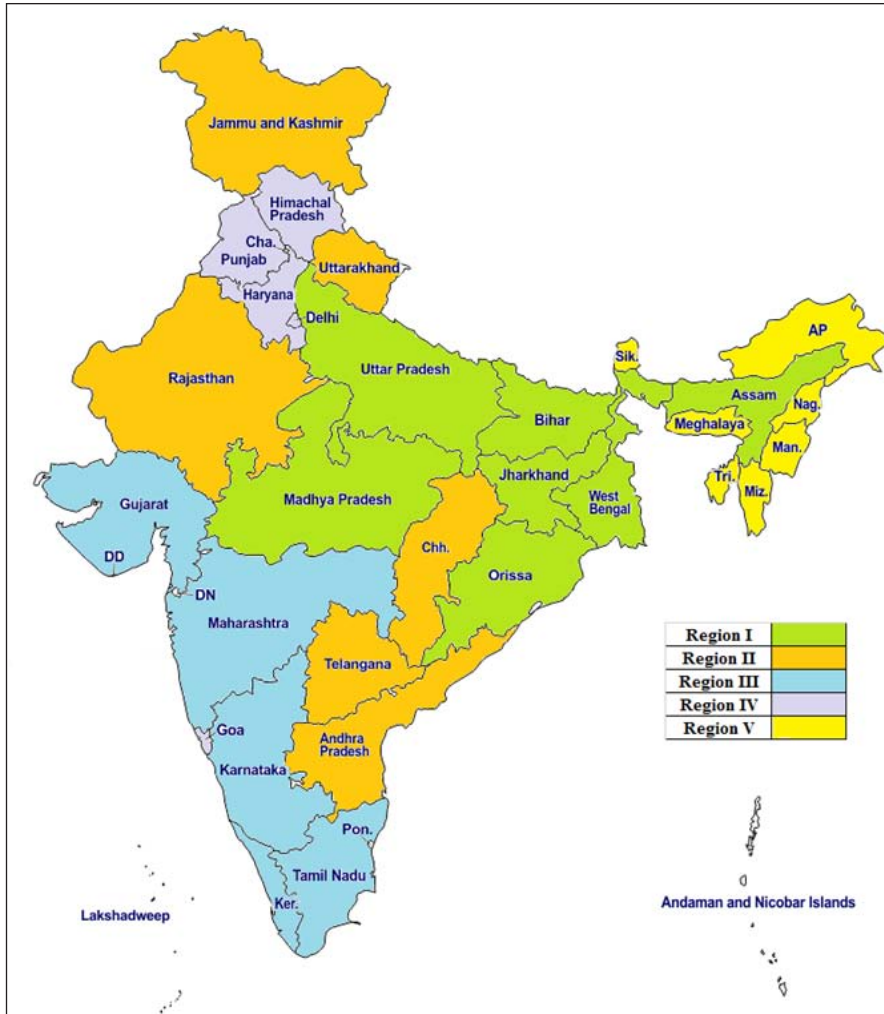 Jammu and Kashmir
Himachal
Pradesh
Cha.
Punjab
Uttarakhand
Haryana
Delhi
AP
Sik.
Uttar Pradesh
Rajasthan
Assam
Nag.
Bihar
Meghalaya
Man.
Jharkhand
Tri.
Madhya Pradesh
West
Bengal
Miz.
Gujarat
Chh.
DD
Orissa
DN
Maharashtra
Region I
Telangana
Region II
Region III
Region IV
Goa
Region V
Andhra
Pradesh
Karnataka
Pon.
Tamil Nadu
Ker.
Lakshadweep
Andaman and Nicobar Islands